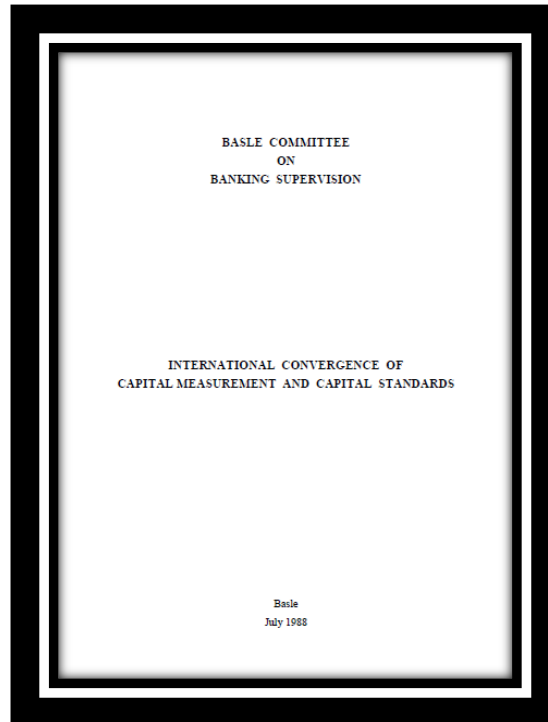 BASLE COMMITTEE
ON
BANKING SUPERVISION
INTERNATIONAL CONVERGENCE OF
CAPITAL MEASUREMENT AND CAPITAL STANDARDS
Basle
July 1988